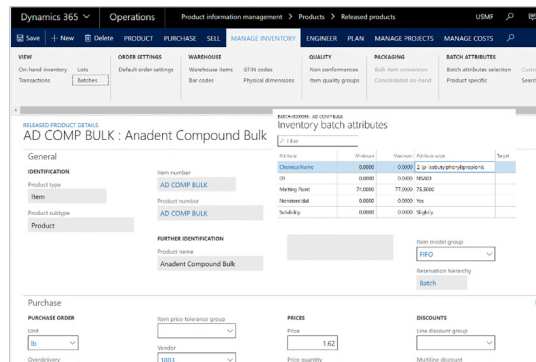 Dynamics 365 Operations Product information management > Products > Released products USMF
Save + New Delete PRODUCT PURCHASE SELL MANAGE INVENTORY ENGINEER PLAN MANAGE PROJECTS MANAGE COSTS
VIEW ORDER SETTINGS WAREHOUSE QUALITY PACKAGING BATCH ATTRIBUTES
On-hand inventory Lots Default order settings Warehouse items GTIN codes Non conformances Bulk item conversion Batch attributes selection
Transactions Batches Bar codes Physical dimensions Item quality groups Consolidated on-hand Product specific
RELEASED PRODUCT DETAILS
AD COMP BULK : Anadent Compound Bulk
Inventory batch attributes
Filter
Attribute Minimum Maximum Attribute value Target
Chemical Name 0.0000 0.0000
0.0000 0.0000 NSAID
Melting Point 74.0000 77.0000 75.5000
Nonsteroidal 0.0000 0.0000 Yes
Solubility 0.0000 0.0000 Slightly
General
IDENTIFICATION
Product type
Item
Product subtype
Product
Item number
AD COMP BULK
Product number
AD COMP BULK
FURTHER IDENTIFICATION
Product name
Anadent Compound Bulk
Item model group
FIFO
Reservation hierarchy
Batch
Purchase
PURCHASE ORDER
Unit
lb
Overdelivery
Item price tolerance group
Vendor
1003
PRICES
Price
1.62
Price quantity
DISCOUNTS
Line discount group
Multiline discount